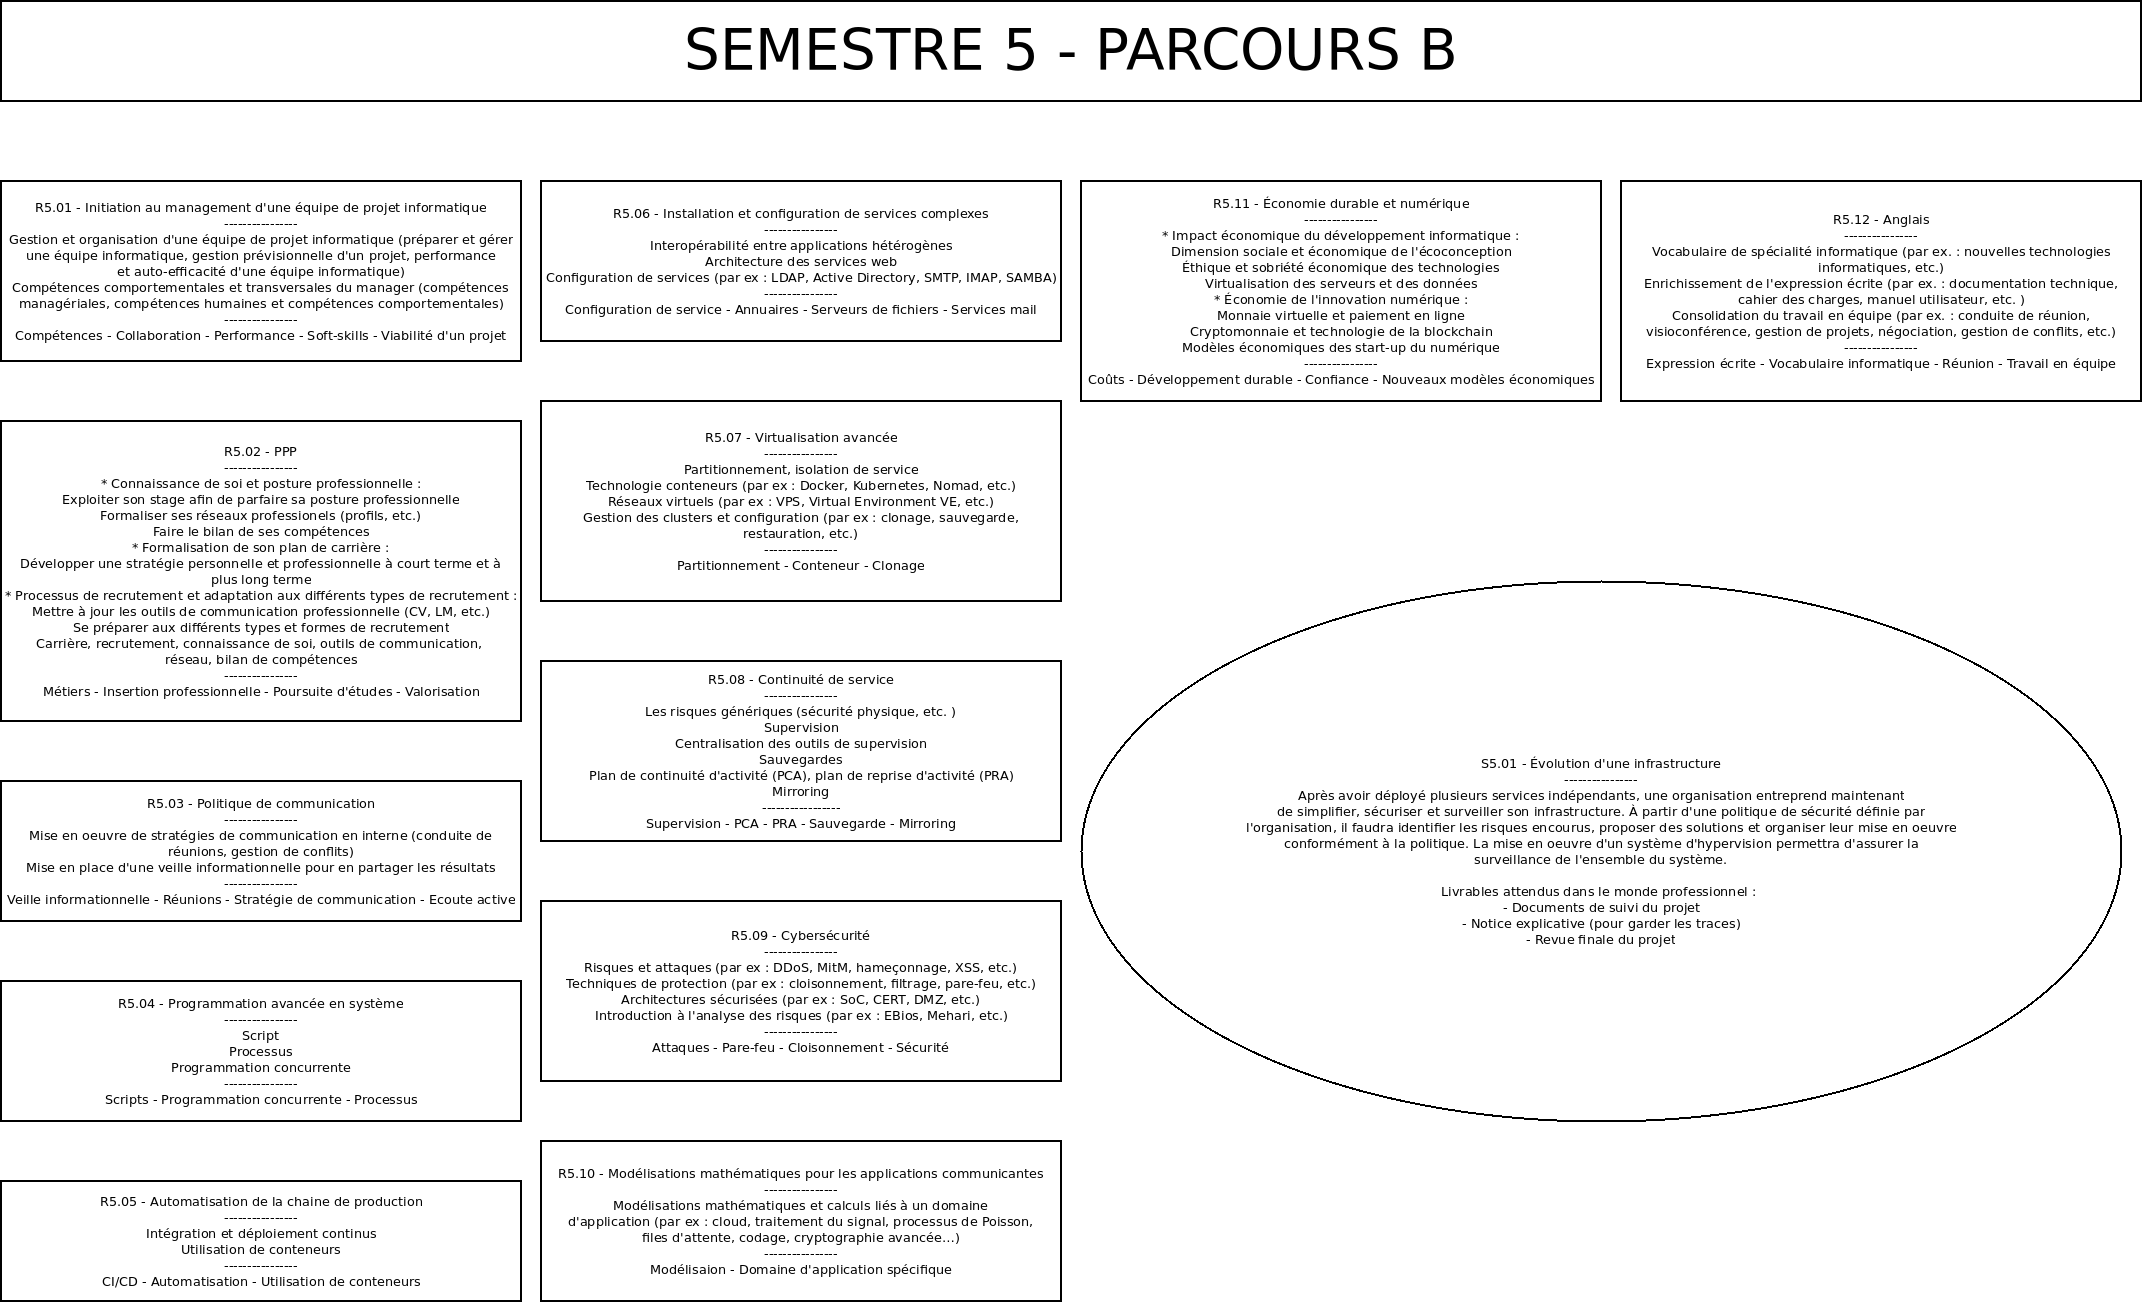 SEMESTRE 5 - PARCOURS B
R5.01 - Initiation au management d'une équipe de projet informatique
----------------
Gestion et organisation d'une équipe de projet informatique (préparer et gérer
une équipe informatique, gestion prévisionelle d'un projet, performance
et auto-efficacité d'une équipe informatique)
Compétences comportementales et transversales du manager (compétences
managériales, compétences humaines et compétences comportementales)
----------------
Compétences - Collaboration - Performance - Soft-skills - Viabilité d'un projet
R5.02 - PPP
----------------
* Connaissance de soi et posture professionnelle :
Exploiter son stage afin de parfaire sa posture professionnelle
Formaliser ses réseaux professionels (profils, etc.)
Faire le bilan de ses compétences
* Formalisation de son plan de carrière :
Développer une stratégie personnelle et professionnelle à court terme et à
plus long terme
* Processus de recrutement et adaptation aux différents types de recrutement :
Mettre à jour les outils de communication professionnelle (CV, LM, etc.)
Se préparer aux différents types et formes de recrutement
Carrière, recrutement, connaissance de soi, outils de communication,
réseau, bilan de compétences
----------------
Métiers - Insertion professionnelle - Poursuite d'études - Valorisation
R5.03 - Politique de communication
----------------
Mise en oeuvre de stratégies de communication en interne (conduite de
réunions, gestion de conflits)
Mise en place d'une veille informationnelle pour en partager les résultats
----------------
Veille informationnelle - Réunions - Stratégie de communication - Ecoute active
R5.04 - Programmation avancée en système
----------------
Script
Processus
Programmation concurrente
----------------
Scripts - Programmation concurrente - Processus
R5.05 - Automatisation de la chaine de production
----------------
Intégration et déploiement continus
Utilisation de conteneurs
----------------
CI/CD - Automatisation - Utilisation de conteneurs
R5.06 - Installation et configuration de services complexes
----------------
Interopérabilité entre applications hétérogènes
Architecture des services web
Configuration de services (par ex : LDAP, Active Directory, SMTP, IMAP, SAMBA)
----------------
Configuration de service - Annuaires - Serveurs de fichiers - Services mail
R5.07 - Virtualisation avancée
----------------
Partitionnement, isolation de service
Technologie conteneurs (par ex : Docker, Kubernetes, Nomad, etc.)
Réseaux virtuels (par ex : VPS, Virtual Environment VE, etc.)
Gestion des clusters et configuration (par ex : clonage, sauvegarde,
restauration, etc.)
----------------
Partitionnement - Conteneur - Clonage
R5.08 - Continuité de service
----------------
Les risques génériques (sécurité physique, etc. )
Supervision
Centralisation des outils de supervision
Sauvegardes
Plan de continuité d'activité (PCA), plan de reprise d'activité (PRA)
Mirroring
-----------------
Supervision - PCA - PRA - Sauvegarde - Mirroring
R5.09 - Cybersécurité
----------------
Risques et attaques (par ex : DDoS, MitM, hameçonnage, XSS, etc.)
Techniques de protection (par ex : cloisonnement, filtrage, pare-feu, etc.)
Architectures sécurisées (par ex : SoC, CERT, DMZ, etc.)
Introduction à l'analyse des risques (par ex : EBios, Mehari, etc.)
----------------
Attaques - Pare-feu - Cloisonnement - Sécurité
R5.10 - Modélisations mathématiques pour les applications communicantes
----------------
Modélisations mathématiques et calculs liés à un domaine
d'application (par ex : cloud, traitement du signal, processus de Poisson,
files d'attente, codage, cryptographie avancée...)
----------------
Modélisaion - Domaine d'application spécifique
R5.11 - Économie durable et numérique
----------------
* Impact économique du développement informatique :
Dimension sociale et économique de l'écoconception
Éthique et sobriété économique des technologies
Virtualisation des serveurs et des données
* Économie de l'innovation numérique :
Monnaie virtuelle et paiement en ligne
Cryptomonnaie et technologie de la blockchain
Modèles économiques des start-up du numérique
----------------
Coûts - Développement durable - Confiance - Nouveaux modèles économiques
R5.12 - Anglais
----------------
Vocabulaire de spécialité informatique (par ex. : nouvelles technologies
informatiques, etc.)
Enrichissement de l'expression écrite (par ex. : documentation technique,
cahier des charges, manuel utilisateur, etc. )
Consolidation du travail en équipe (par ex. : conduite de réunion,
visioconférence, gestion de projets, négociation, gestion de conflits, etc.)
----------------
Expression écrite - Vocabulaire informatique - Réunion - Travail en équipe
S5.01 - Évolution d'une infrastructure
----------------
Après avoir déployé plusieurs services indépendants, une organisation entreprend maintenant
de simplifier, sécuriser et surveiller son infrastructure. À partir d'une politique de sécurité définie par
l'organisation, il faudra identifier les risques encourus, proposer des solutions et organiser leur mise en oeuvre
conformément à la politique. La mise en oeuvre d'un système d'hypervision permettra d'assurer la
surveillance de l'ensemble du système.
Livrables attendus dans le monde professionnel :
- Documents de suivi du projet
- Notice explicative (pour garder les traces)
- Revue finale du projet